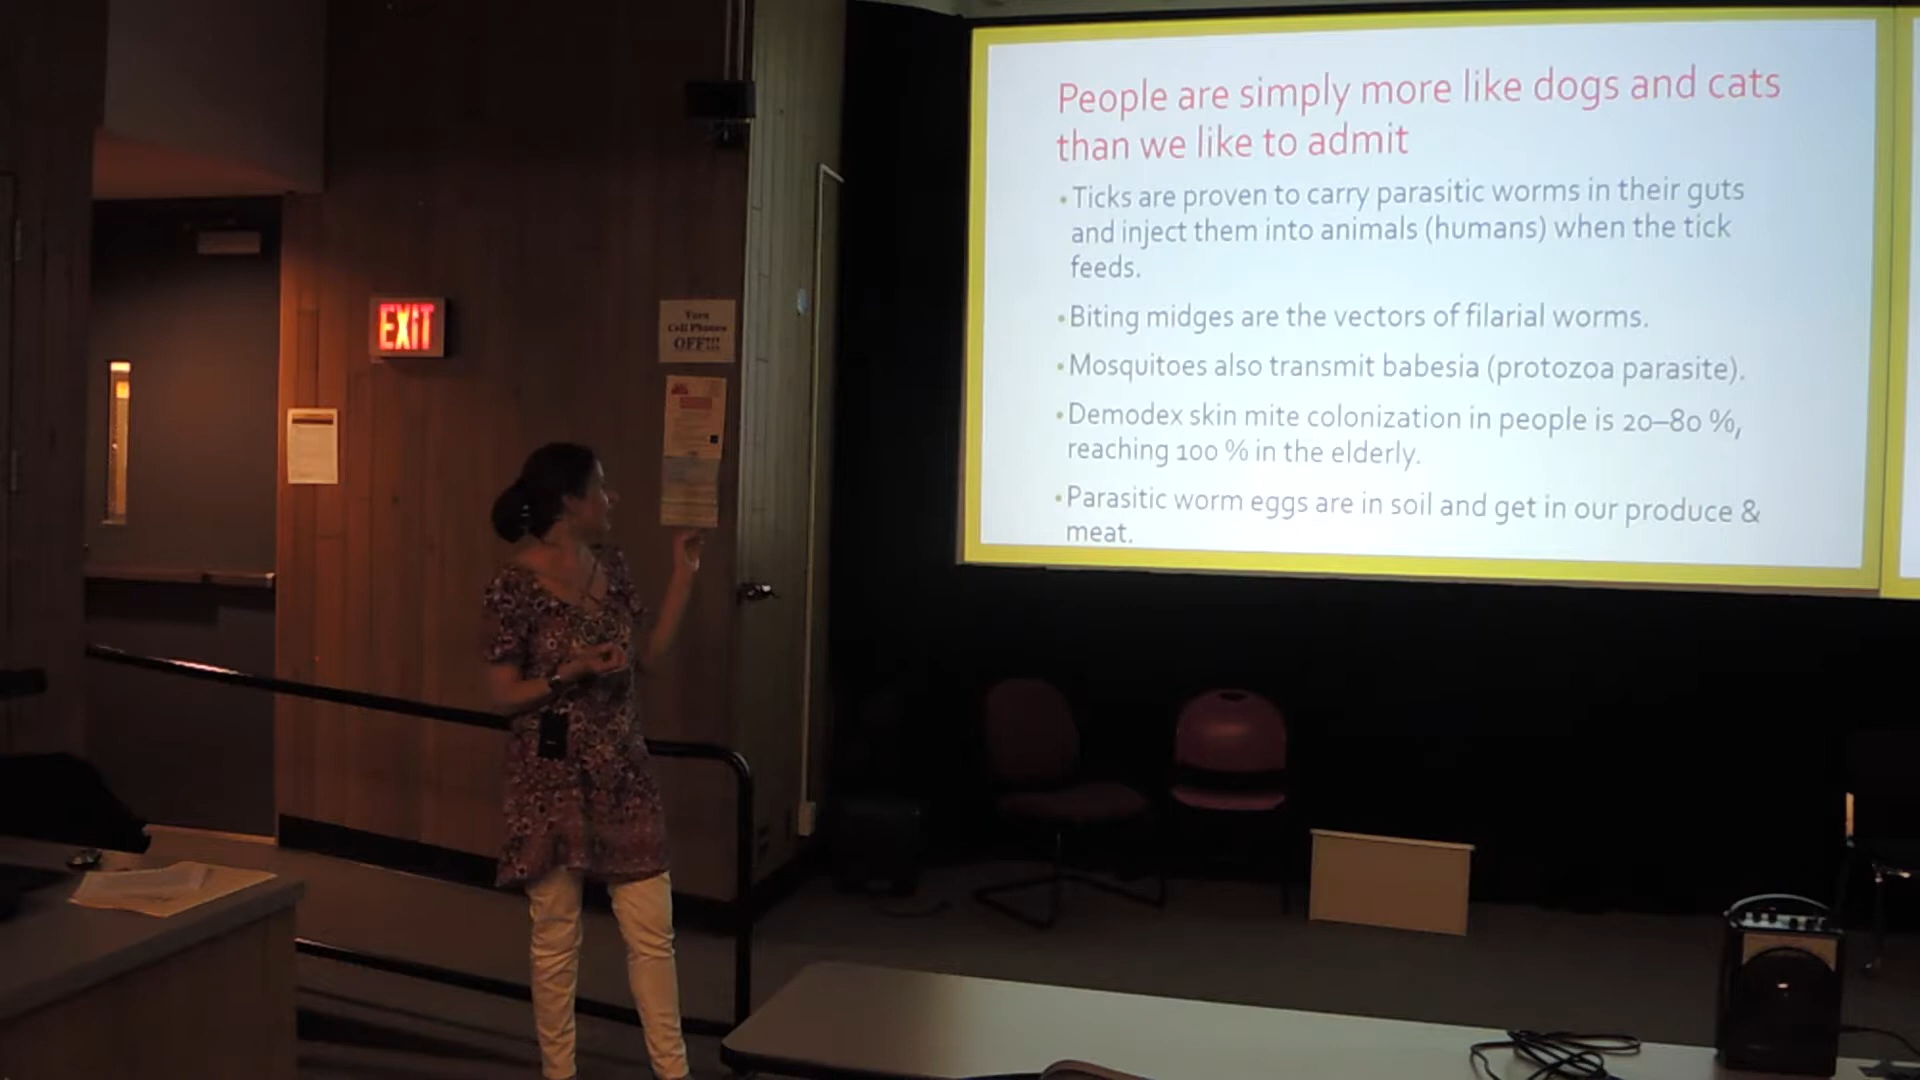 People are simply more like dogs and cats
than we like to admit
• Ticks are proven to carry parasitic worms in their guts
and inject them into animals (humans) when the tick
feeds.
• Biting midges are the vectors of filarial worms.
• Mosquitoes also transmit babesia (protozoa parasite).
• Demodex skin mite colonization in people is 20–80 %,
reaching 100 % in the elderly.
• Parasitic worm eggs are in soil and get in our produce &
meat.
EXIT
Turn
Cell Phones
OFF!!!